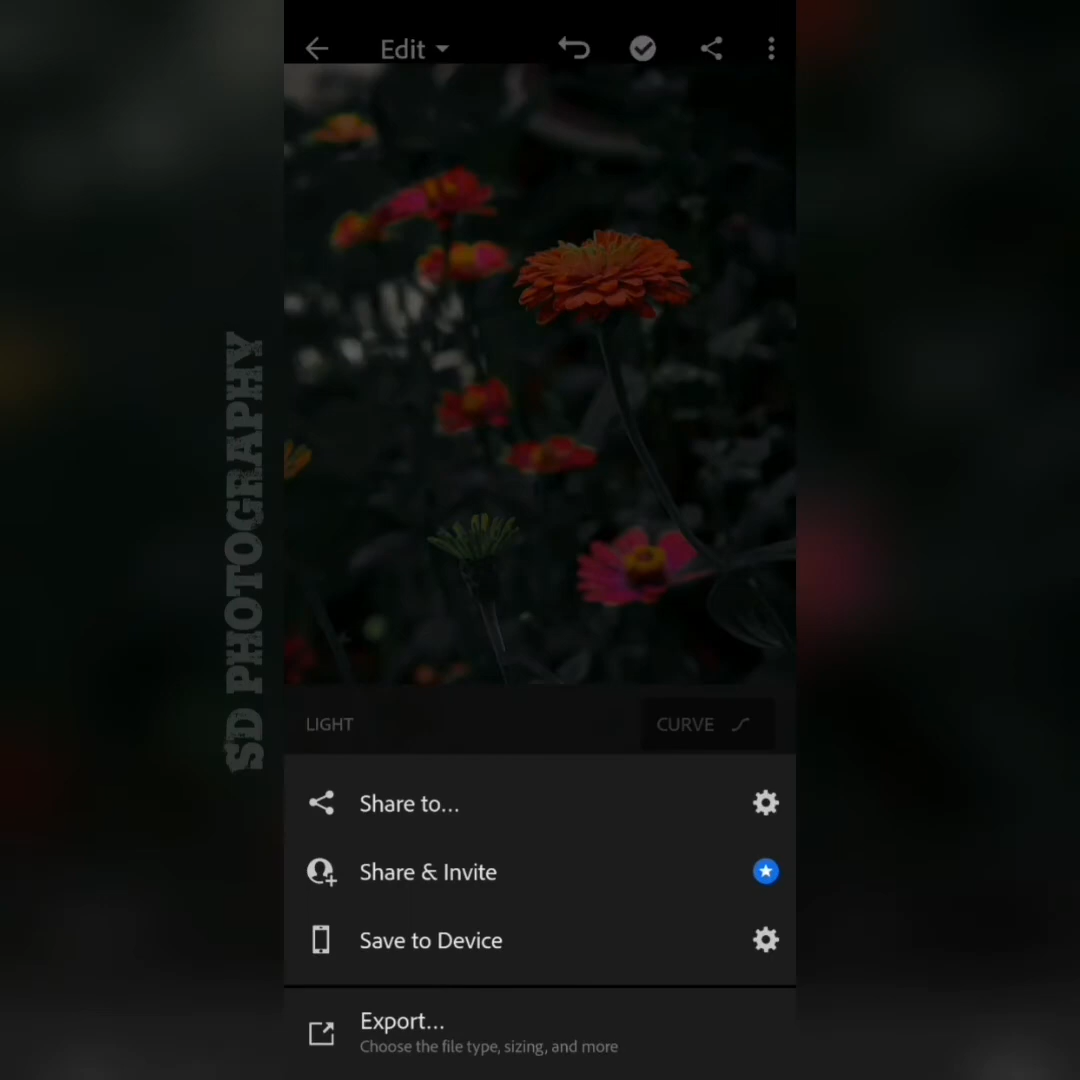 Edit
SD PHOTOGRAPHY
LIGHT
CURVE
Share to...
Share & Invite
Save to Device
Export...
Choose the file type, sizing, and more